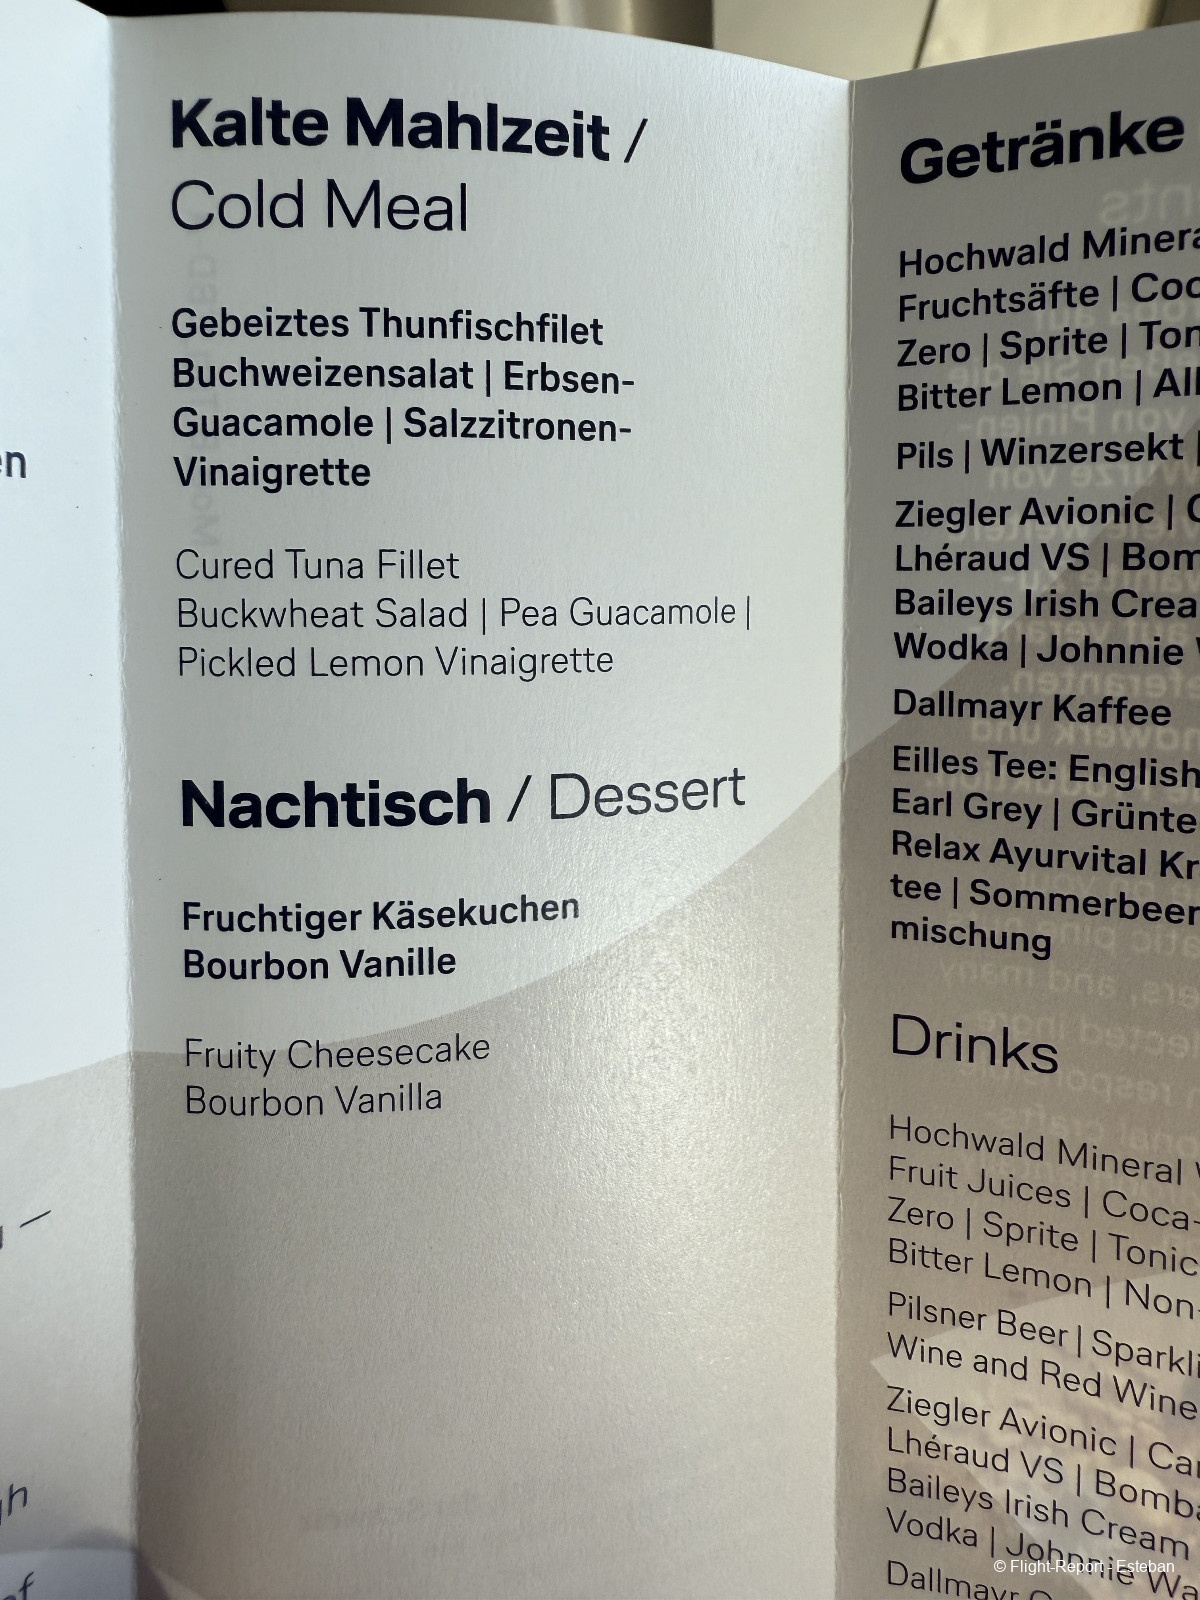 Kalte Mahlzeit /
Cold Meal
Gebeiztes Thunfischfilet
Buchweizensalat | Erbsen-
Guacamole | Salzzitronen-
Vinaigrette
Cured Tuna Fillet
Buckwheat Salad | Pea Guacamole |
Pickled Lemon Vinaigrette
Nachtisch / Dessert
Fruchtiger Käsekuchen
Bourbon Vanille
Fruity Cheesecake
Bourbon Vanilla
Getränke
Hochwald
Fruchtsäfte |
Zero | Sprite |
Bitter Lemon |
Pils | Winzersekt |
Ziegler Avionic |
Lhéraud VS |
Baileys Irish
Wodka | Johnnie
Dallmayr Kaffee
Eilles Tee: English
Earl Grey |
Relax Ayurvital
tee |
mischung
Drinks
Hochwald Mineral
Fruit Juices | Coca-
Zero | Sprite | Tonic
Bitter Lemon | Non-
Pilsner Beer |
Wine and Red Wine
Ziegler Avionic |
Lhéraud VS |
Baileys Irish Cream
Vodka | Johnnie
Dallmayr
© Flight-Report - Esteban